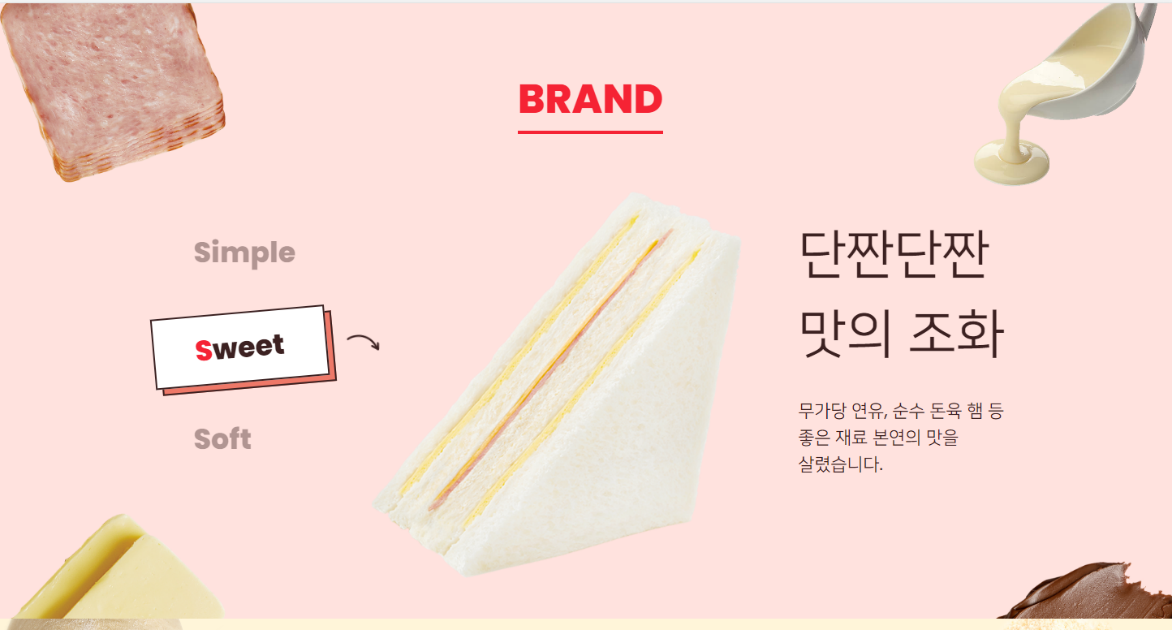 BRAND
Simple
Sweet
Soft
단짠단짠
맛의 조화
무가당 연유, 순수 돈육 햄 등
좋은 재료 본연의 맛을
살렸습니다.